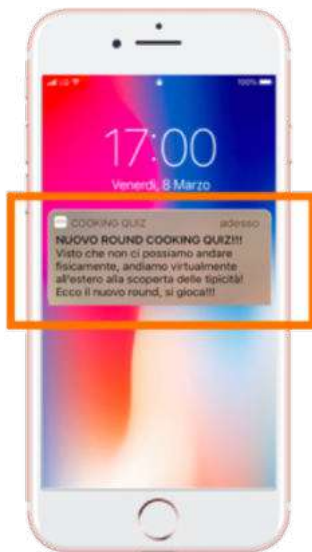 100%
17:00
Venerdì, 8 Marzo
COOKING QUIZ adesso
NUOVO ROUND COOKING QUIZ!!!
Visto che non ci possiamo andare
fisicamente, andiamo virtualmente
all'estero alla scoperta delle tipicità!
Ecco il nuovo round, si gioca!!!